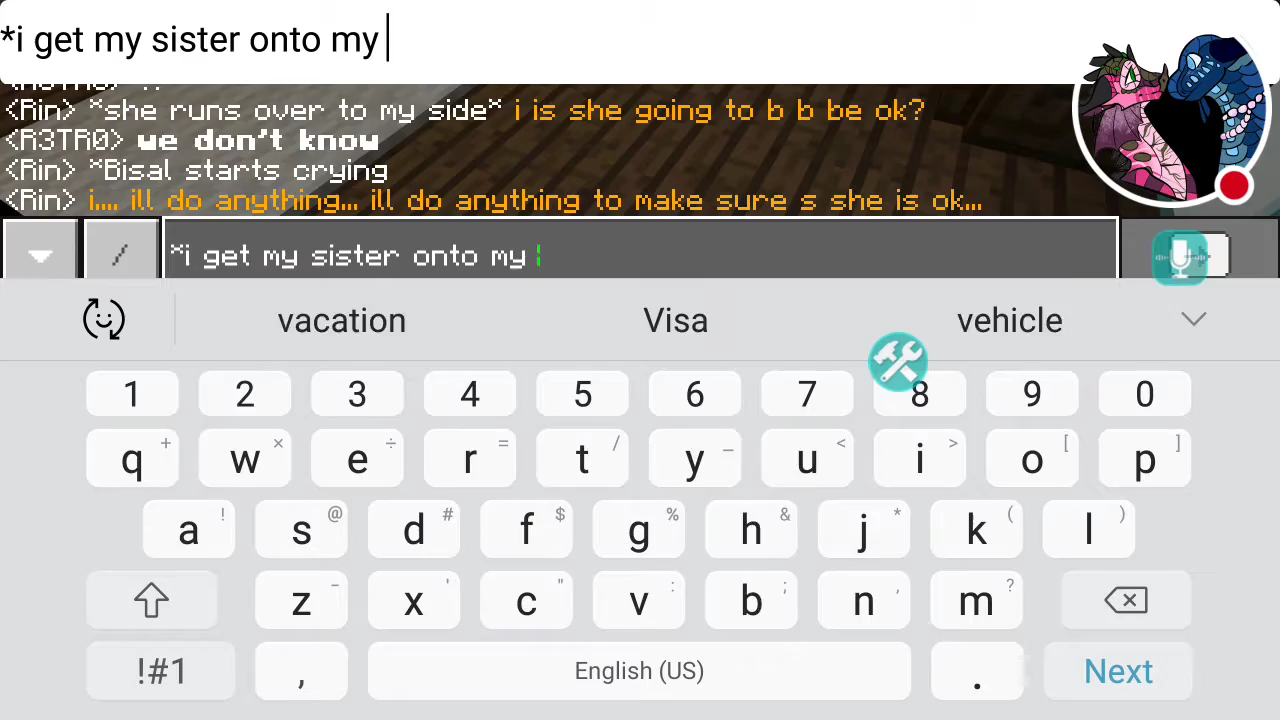 *i get my sister onto my
<Rin> *she runs over to my side* i is she going to b b be ok?
<R3TR0> we don't know
<Rin> *Bisal starts crying
<Rin> i.... ill do anything... ill do anything to make sure s she is ok...
/ *i get my sister onto my
vacation Visa vehicle
1 2 3 4 5 6 7 8 9 0
q + w × e ÷ r = t / y _ u < i > o [ p ]
a ! s @ d # f $ g % h & j * k ( l )
z - x ' c " v : b ; n , m ?
!#1 , English (US) . Next